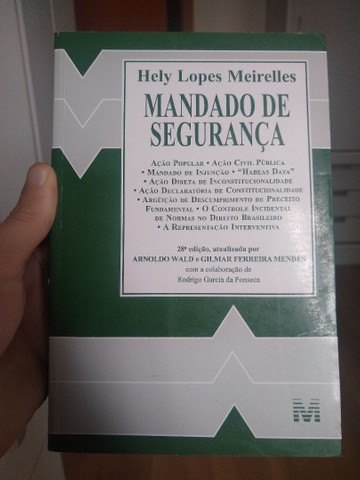 Hely Lopes Meirelles
MANDADO DE
SEGURANÇA
AÇÃO POPULAR • AÇÃO CIVIL PÚBLICA
• MANDADO DE INJUNÇÃO • "HABEAS DATA"
• AÇÃO DIRETA DE INCONSTITUCIONALIDADE
• AÇÃO DECLARATÓRIA DE CONSTITUCIONALIDADE
• ARGÜIÇÃO DE DESCUMPRIMENTO DE PRECEITO
FUNDAMENTAL • O CONTROLE INCIDENTAL
DE NORMAS NO DIREITO BRASILEIRO
• A REPRESENTAÇÃO INTERVENTIVA
28ª edição, atualizada por
ARNOLDO WALD e GILMAR FERREIRA MENDES
com a colaboração de
Rodrigo Garcia da Fonseca
M